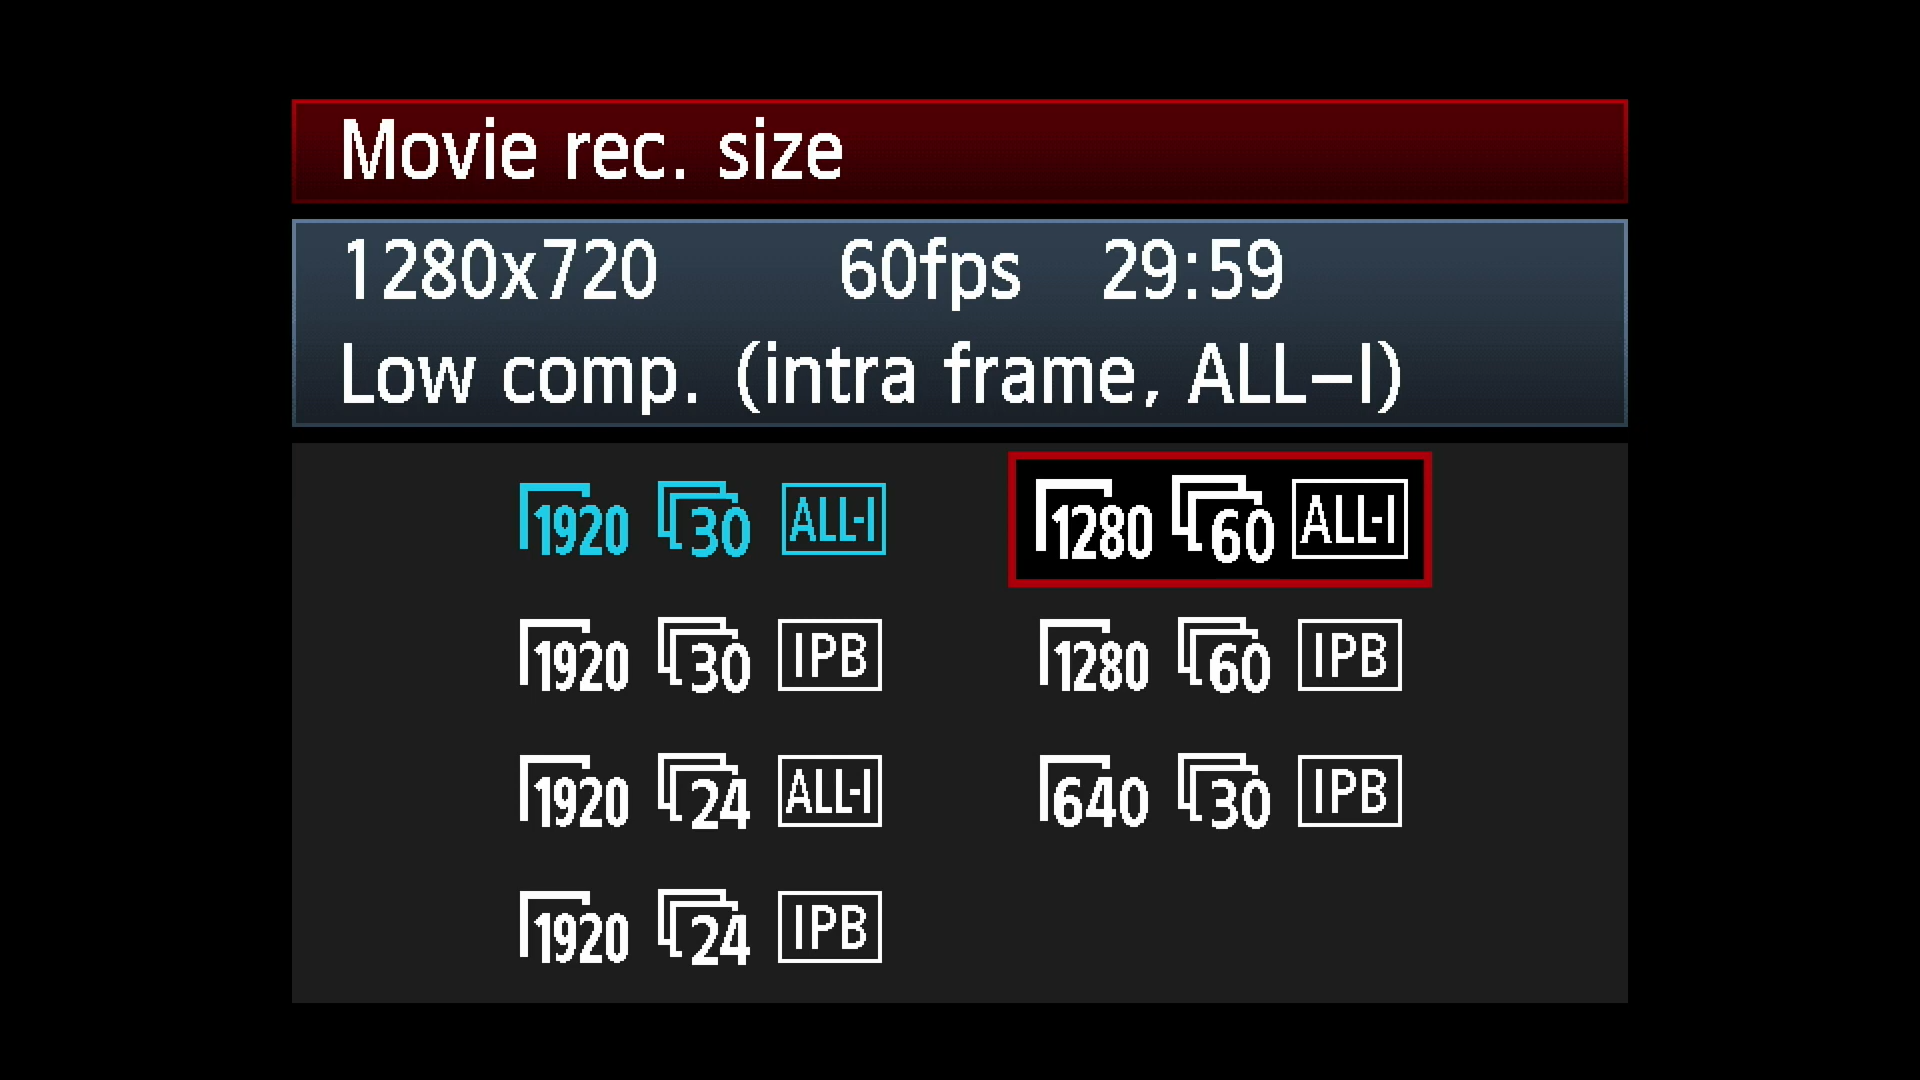 Movie rec. size
1280x720 60fps 29:59
Low comp. (intra frame, ALL-I)
1920 30 ALL-I 1280 60 ALL-I
1920 30 IPB 1280 60 IPB
1920 24 ALL-I 640 30 IPB
1920 24 IPB